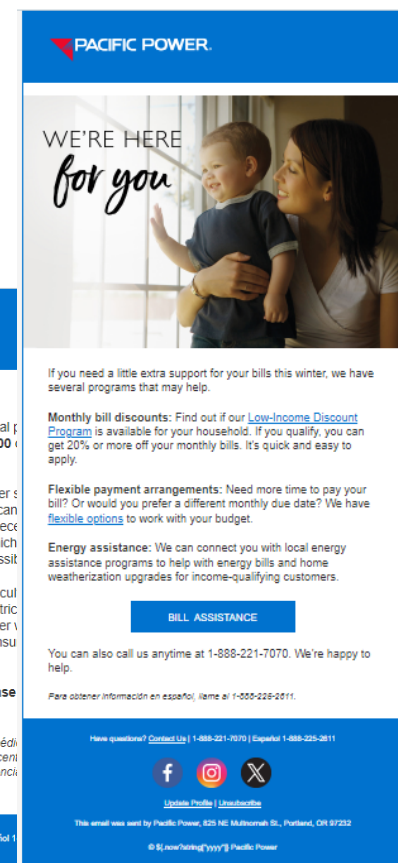 PACIFIC POWER.
WE'RE HERE
for you
If you need a little extra support for your bills this winter, we have
several programs that may help.
Monthly bill discounts: Find out if our Low-Income Discount
Program is available for your household. If you qualify, you can
get 20% or more off your monthly bills. It's quick and easy to
apply.
Flexible payment arrangements: Need more time to pay your
bill? Or would you prefer a different monthly due date? We have
flexible options to work with your budget.
Energy assistance: We can connect you with local energy
assistance programs to help with energy bills and home
weatherization upgrades for income-qualifying customers.
BILL ASSISTANCE
You can also call us anytime at 1-888-221-7070. We're happy to
help.
Para obtener información en español, llame al 1-888-225-2611.
Have questions? Contact Us | 1-888-221-7070 | Español 1-888-225-2611
Update Profile | Unsubscribe
This email was sent by Pacific Power, 825 NE Multnomah St., Portland, OR 97232
© ${.now?string("yyyy")} Pacific Power